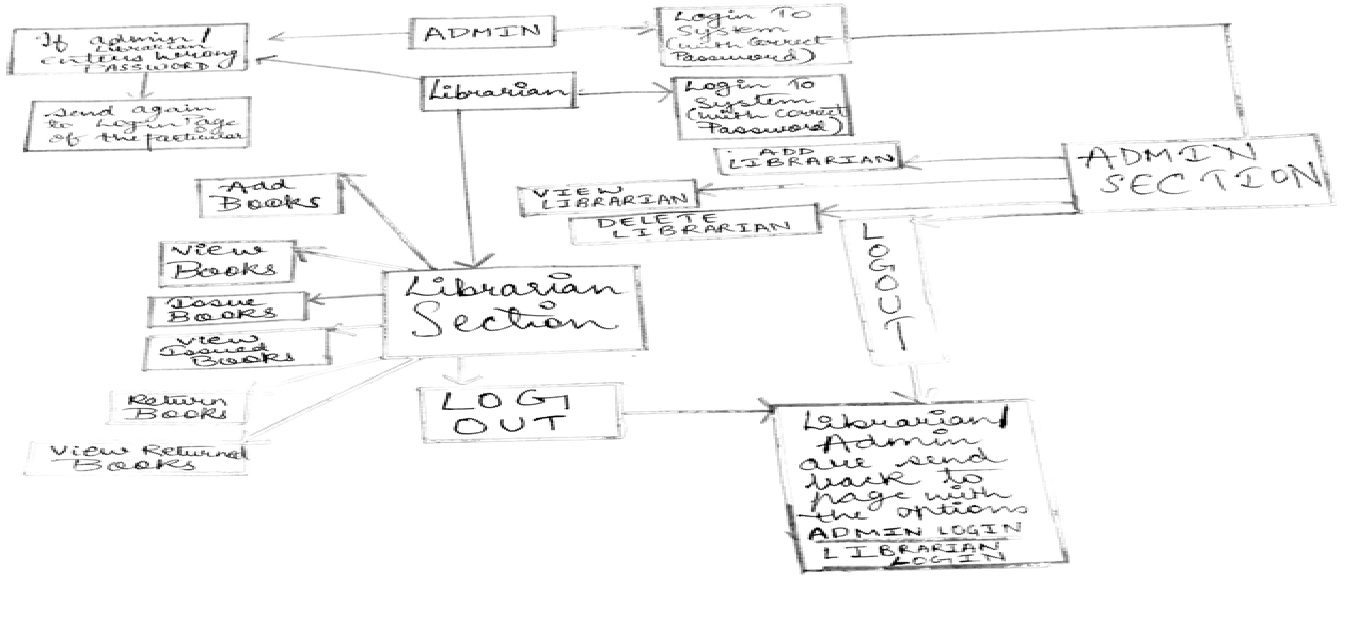 If admin/
Librarian
enters wrong
PASSWORD
send again
to Login Page
of the particular
ADMIN
Login To
System
(with correct
Password)
Librarian
Login To
System
(with correct
Password)
ADMIN
SECTION
ADD
LIBRARIAN
VIEW
LIBRARIAN
DELETE
LIBRARIAN
LOGOUT
Add
Books
View
Books
Issue
Books
View
Issued
Books
Return
Books
View Returned
Books
Librarian
Section
LOG
OUT
Librarian/
Admin
are send
back to
page with
the options
ADMIN LOGIN
LIBRARIAN
LOGIN